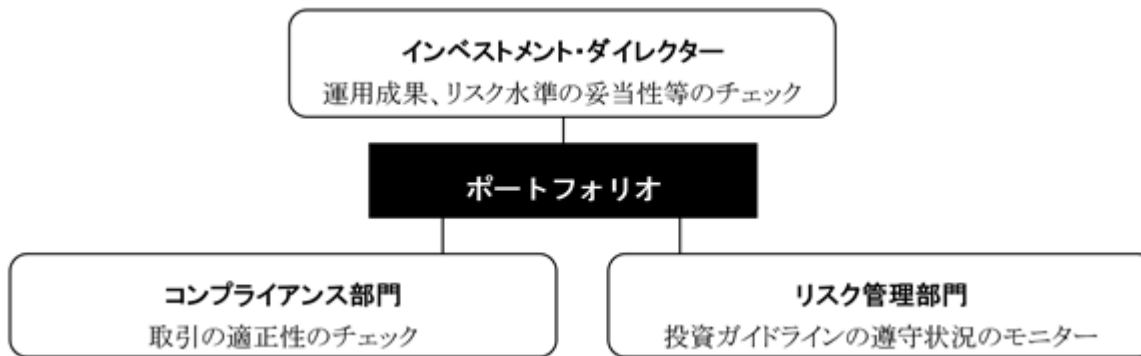 インベストメント・ダイレクター
運用成果、リスク水準の妥当性等のチェック
ポートフォリオ
コンプライアンス部門
取引の適正性のチェック
リスク管理部門
投資ガイドラインの遵守状況のモニター